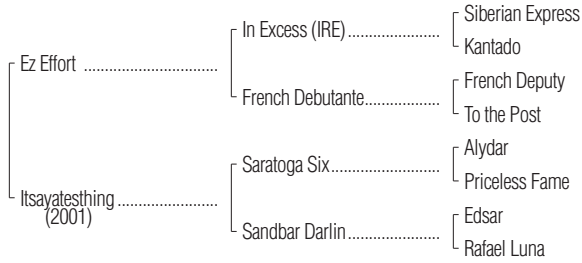 Siberian Express
In Excess (IRE)....................
Kantado
Ez Effort .............................
French Deputy
French Debutante................
To the Post
Alydar
Saratoga Six.......................
Priceless Fame
Itsayatesthing .....................
(2001)
Edsar
Sandbar Darlin....................
Rafael Luna